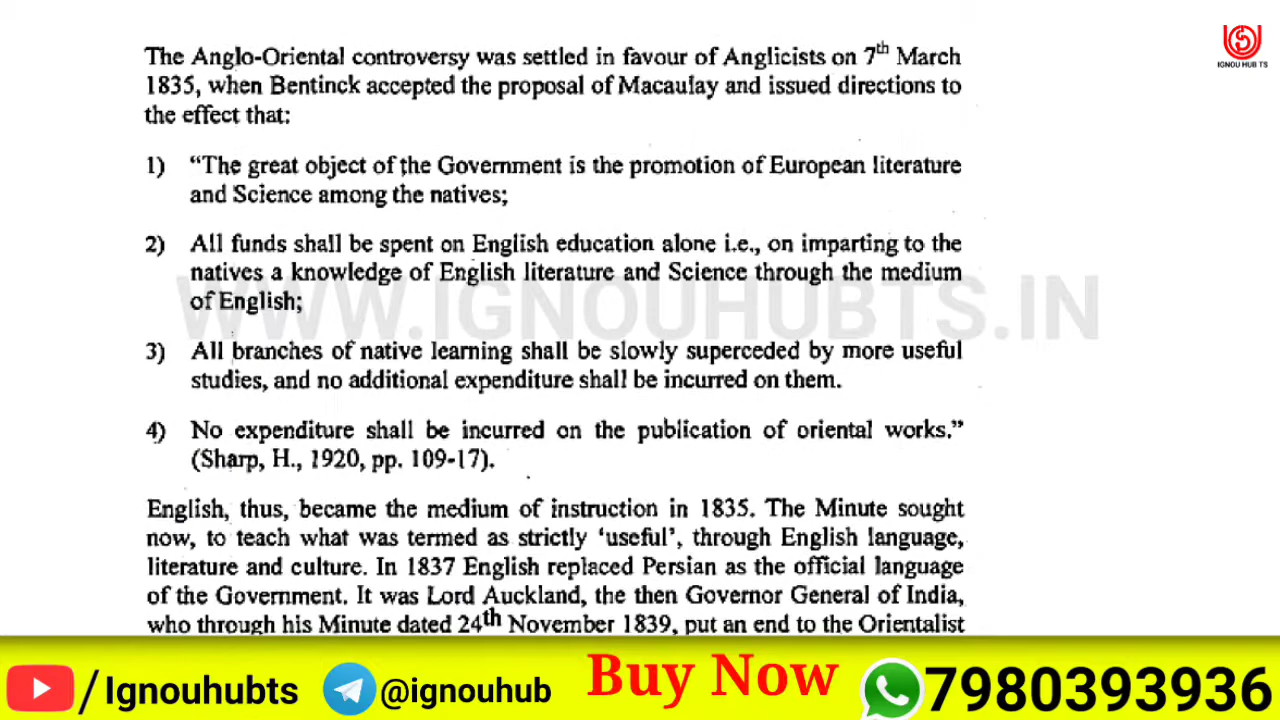 The Anglo-Oriental controversy was settled in favour of Anglicists on 7th March
1835, when Bentinck accepted the proposal of Macaulay and issued directions to
the effect that:
1) “The great object of the Government is the promotion of European literature
and Science among the natives;
2) All funds shall be spent on English education alone i.e., on imparting to the
natives a knowledge of English literature and Science through the medium
of English;
3) All branches of native learning shall be slowly superceded by more useful
studies, and no additional expenditure shall be incurred on them.
4) No expenditure shall be incurred on the publication of oriental works.”
(Sharp, H., 1920, pp. 109-17).
English, thus, became the medium of instruction in 1835. The Minute sought
now, to teach what was termed as strictly ‘useful’, through English language,
literature and culture. In 1837 English replaced Persian as the official language
of the Government. It was Lord Auckland, the then Governor General of India,
who through his Minute dated 24th November 1839, put an end to the Orientalist
WWW.IGNOUHUBTS.IN
IGNOU HUB TS
/Ignouhubts @ignouhub Buy Now 7980393936